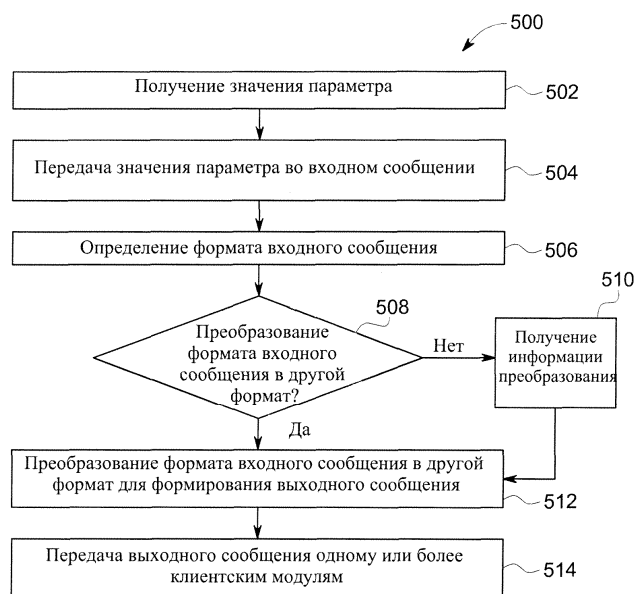 500
Получение значения параметра
502
Передача значения параметра во входном сообщении
504
Определение формата входного сообщения
506
508
Преобразование
формата входного
сообщения в другой
формат?
Нет
510
Получение
информации
преобразования
Да
Преобразование формата входного сообщения в другой
формат для формирования выходного сообщения
512
Передача выходного сообщения одному или более
клиентским модулям
514